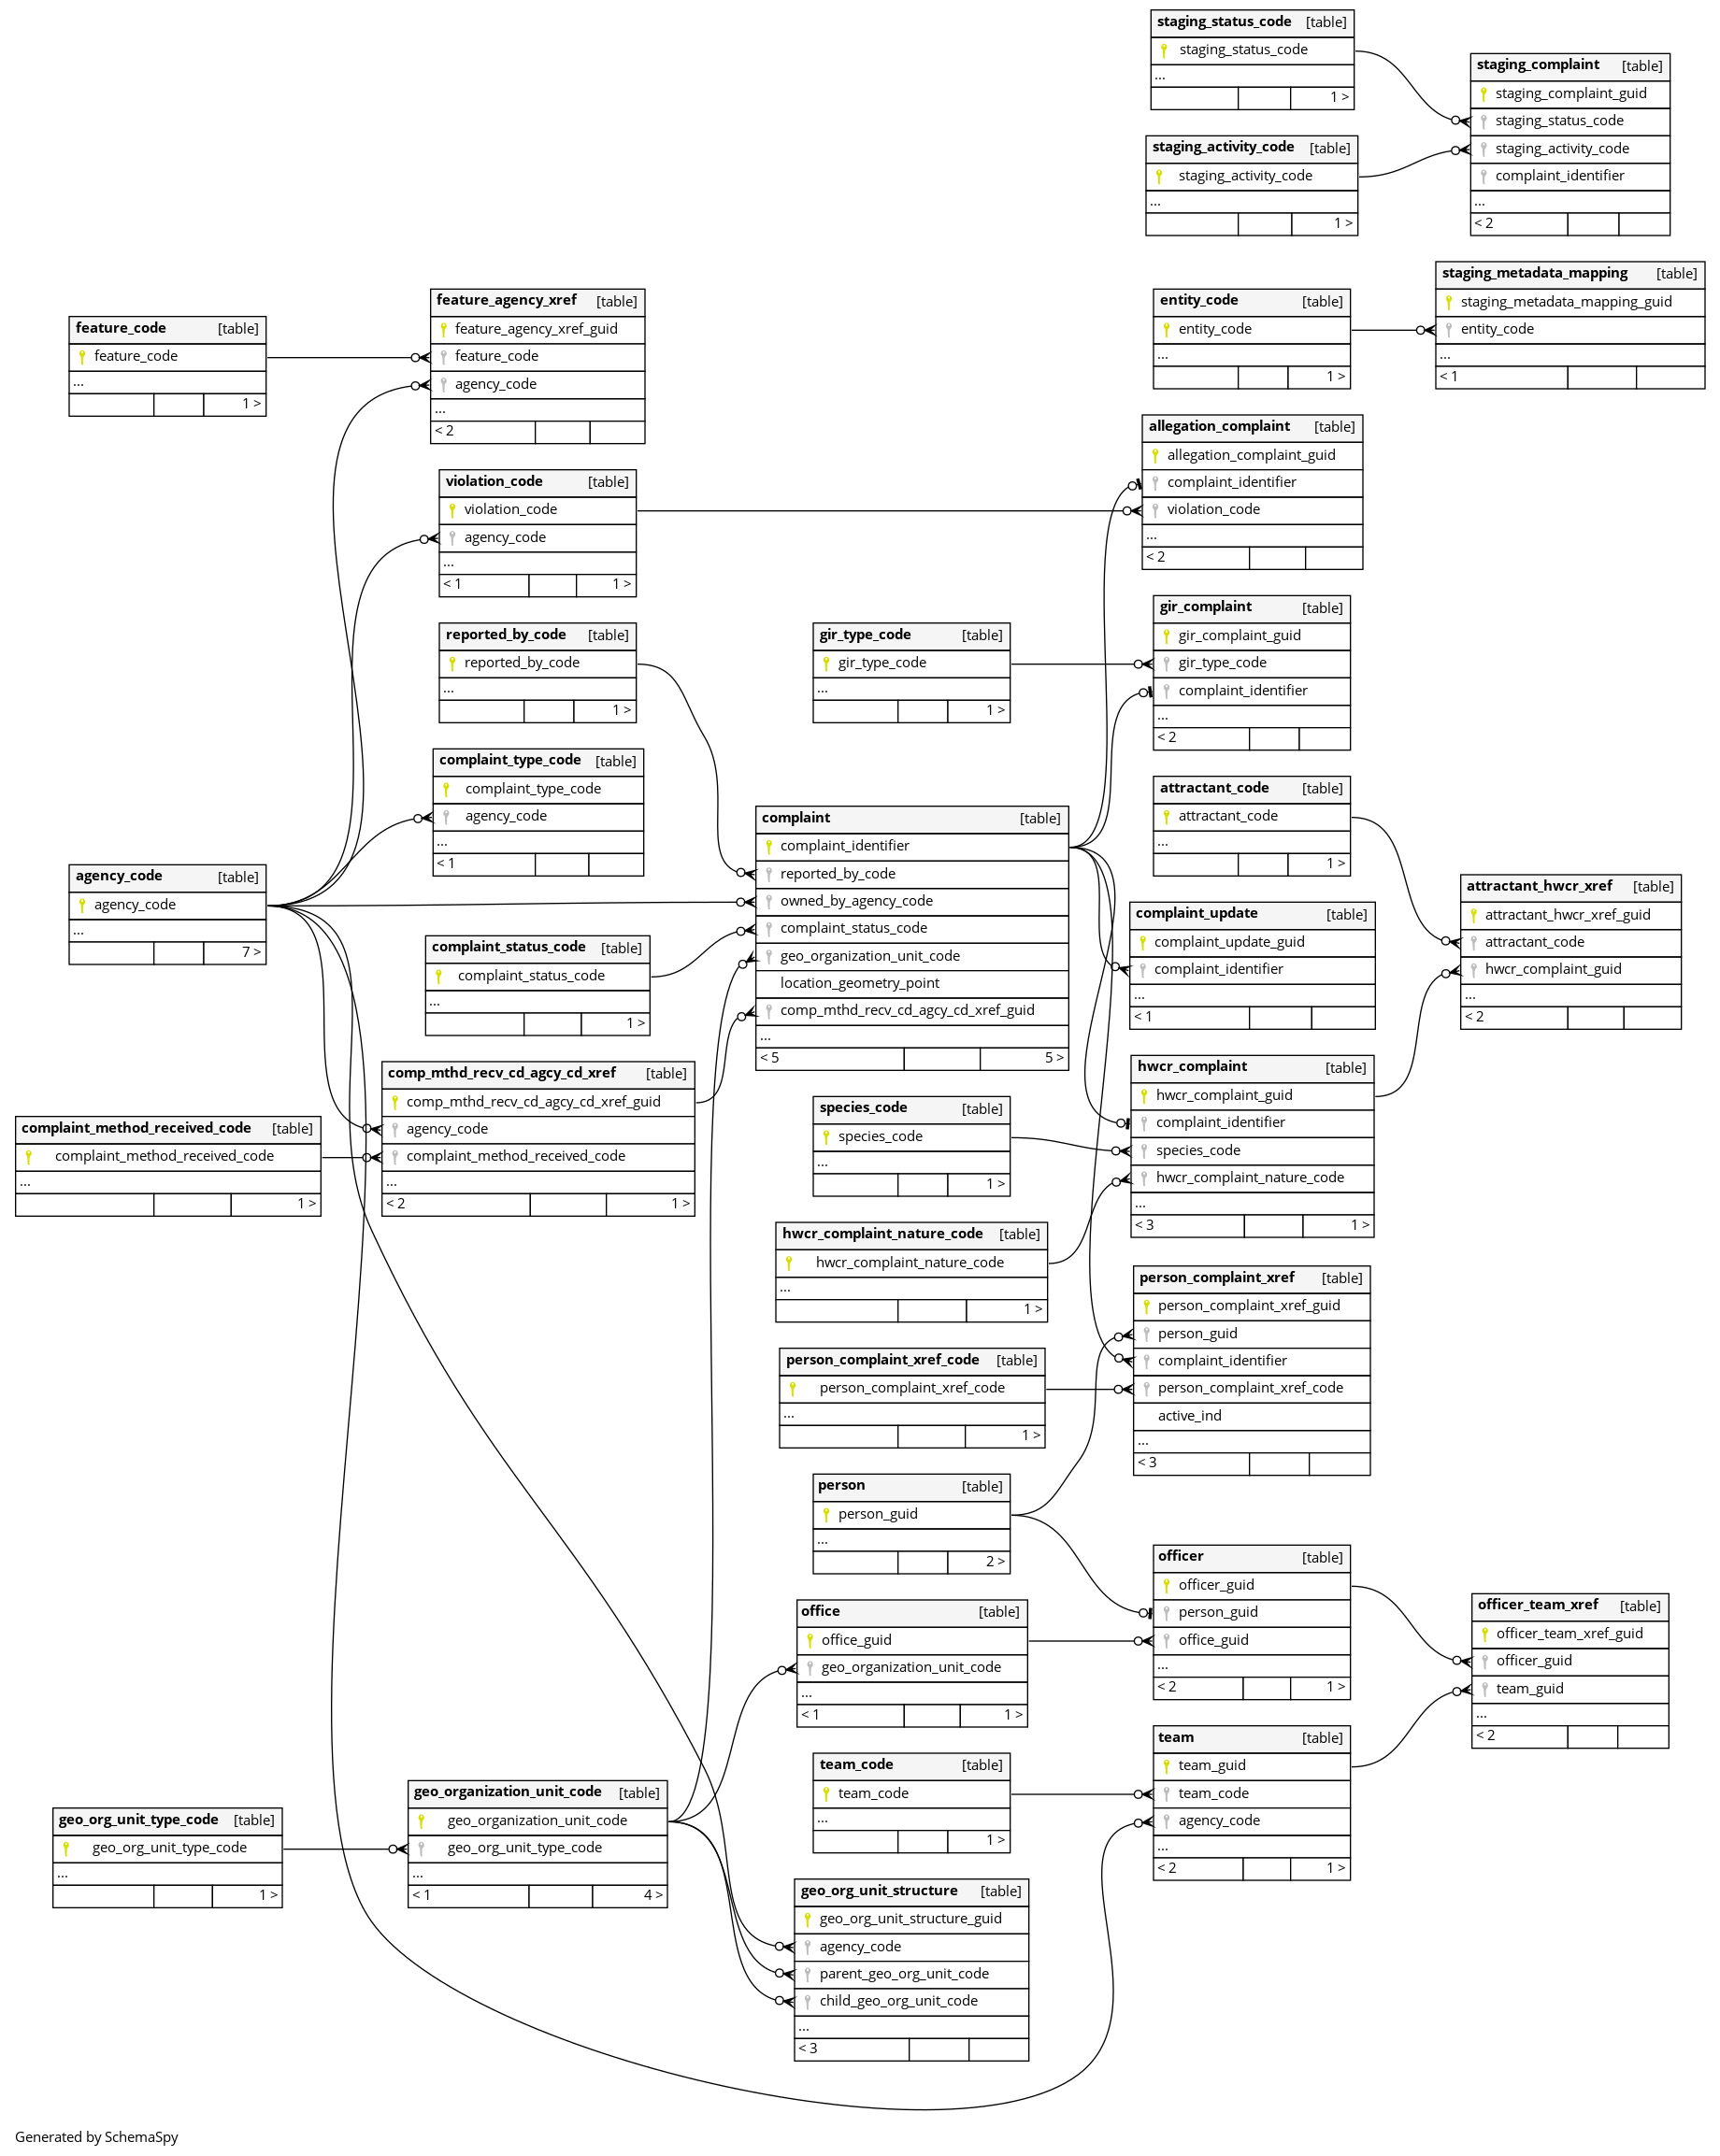 staging_status_code [table]
staging_status_code
...
1 >
staging_complaint [table]
staging_complaint_guid
staging_status_code
staging_activity_code
complaint_identifier
...
< 2
staging_activity_code [table]
staging_activity_code
...
1 >
staging_metadata_mapping [table]
staging_metadata_mapping_guid
entity_code
...
< 1
entity_code [table]
entity_code
...
1 >
feature_agency_xref [table]
feature_agency_xref_guid
feature_code
agency_code
...
< 2
feature_code [table]
feature_code
...
1 >
allegation_complaint [table]
allegation_complaint_guid
complaint_identifier
violation_code
...
< 2
violation_code [table]
violation_code
agency_code
...
< 1 1 >
gir_complaint [table]
gir_complaint_guid
gir_type_code
complaint_identifier
...
< 2
reported_by_code [table]
reported_by_code
...
1 >
gir_type_code [table]
gir_type_code
...
1 >
complaint_type_code [table]
complaint_type_code
agency_code
...
< 1
attractant_code [table]
attractant_code
...
1 >
complaint [table]
complaint_identifier
reported_by_code
owned_by_agency_code
complaint_status_code
geo_organization_unit_code
location_geometry_point
comp_mthd_recv_cd_agcy_cd_xref_guid
...
< 5 5 >
agency_code [table]
agency_code
...
7 >
attractant_hwcr_xref [table]
attractant_hwcr_xref_guid
attractant_code
hwcr_complaint_guid
...
< 2
complaint_update [table]
complaint_update_guid
complaint_identifier
...
< 1
complaint_status_code [table]
complaint_status_code
...
1 >
hwcr_complaint [table]
hwcr_complaint_guid
complaint_identifier
species_code
hwcr_complaint_nature_code
...
< 3 1 >
comp_mthd_recv_cd_agcy_cd_xref [table]
comp_mthd_recv_cd_agcy_cd_xref_guid
agency_code
complaint_method_received_code
...
< 2 1 >
species_code [table]
species_code
...
1 >
complaint_method_received_code [table]
complaint_method_received_code
...
1 >
hwcr_complaint_nature_code [table]
hwcr_complaint_nature_code
...
1 >
person_complaint_xref [table]
person_complaint_xref_guid
person_guid
complaint_identifier
person_complaint_xref_code
active_ind
...
< 3
person_complaint_xref_code [table]
person_complaint_xref_code
...
1 >
person [table]
person_guid
...
2 >
officer [table]
officer_guid
person_guid
office_guid
...
< 2 1 >
officer_team_xref [table]
officer_team_xref_guid
officer_guid
team_guid
...
< 2
office [table]
office_guid
geo_organization_unit_code
...
< 1 1 >
team [table]
team_guid
team_code
agency_code
...
< 2 1 >
team_code [table]
team_code
...
1 >
geo_organization_unit_code [table]
geo_organization_unit_code
geo_org_unit_type_code
...
< 1 4 >
geo_org_unit_type_code [table]
geo_org_unit_type_code
...
1 >
geo_org_unit_structure [table]
geo_org_unit_structure_guid
agency_code
parent_geo_org_unit_code
child_geo_org_unit_code
...
< 3
Generated by SchemaSpy